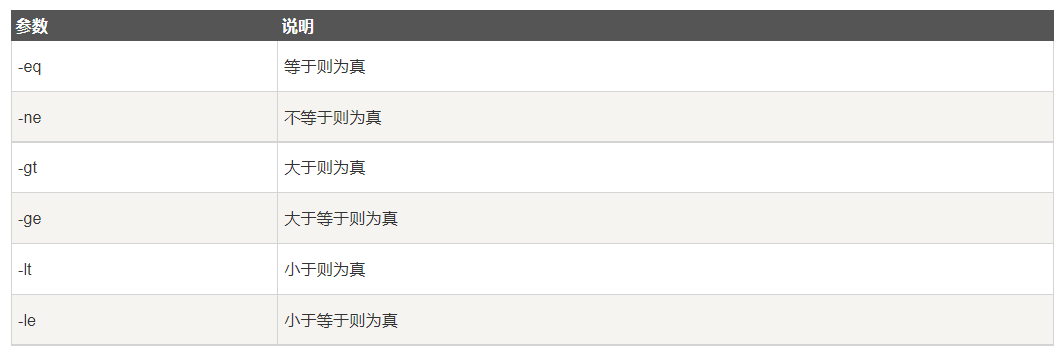 参数 说明
-eq 等于则为真
-ne 不等于则为真
-gt 大于则为真
-ge 大于等于则为真
-lt 小于则为真
-le 小于等于则为真